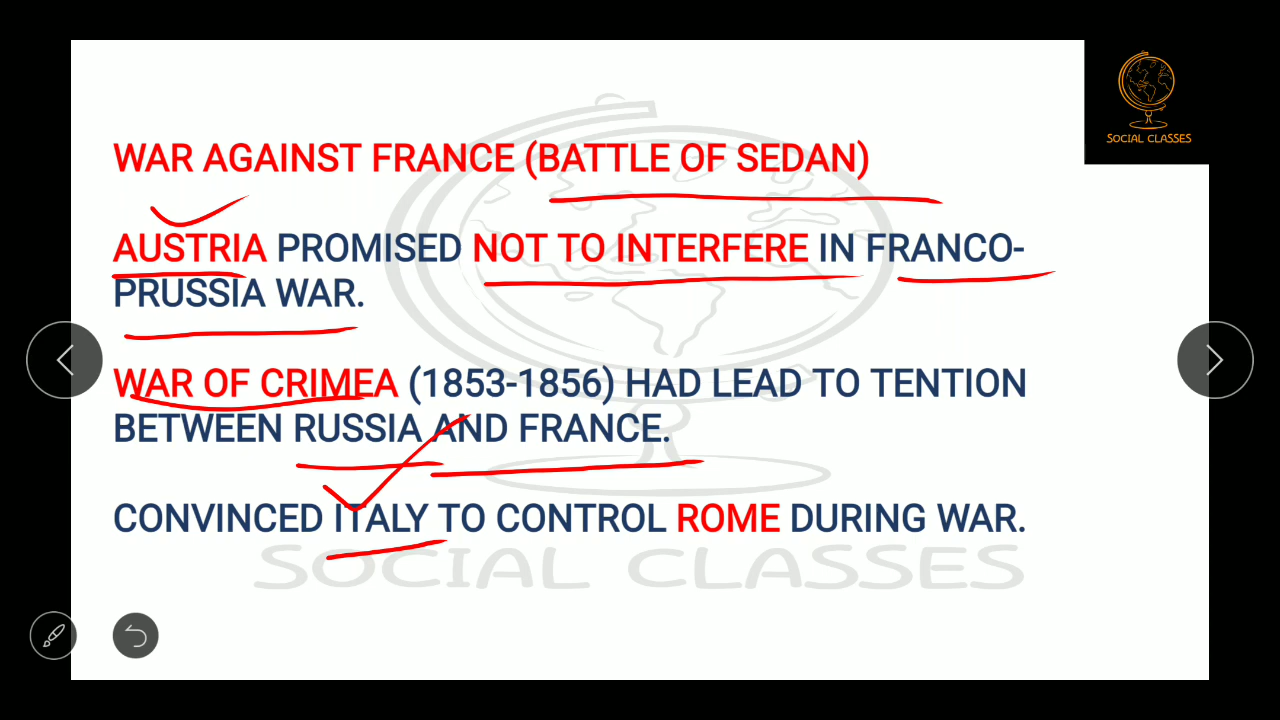 SOCIAL CLASSES
WAR AGAINST FRANCE (BATTLE OF SEDAN)
AUSTRIA PROMISED NOT TO INTERFERE IN FRANCO-
PRUSSIA WAR.
WAR OF CRIMEA (1853-1856) HAD LEAD TO TENTION
BETWEEN RUSSIA AND FRANCE.
CONVINCED ITALY TO CONTROL ROME DURING WAR.
SOCIAL CLASSES